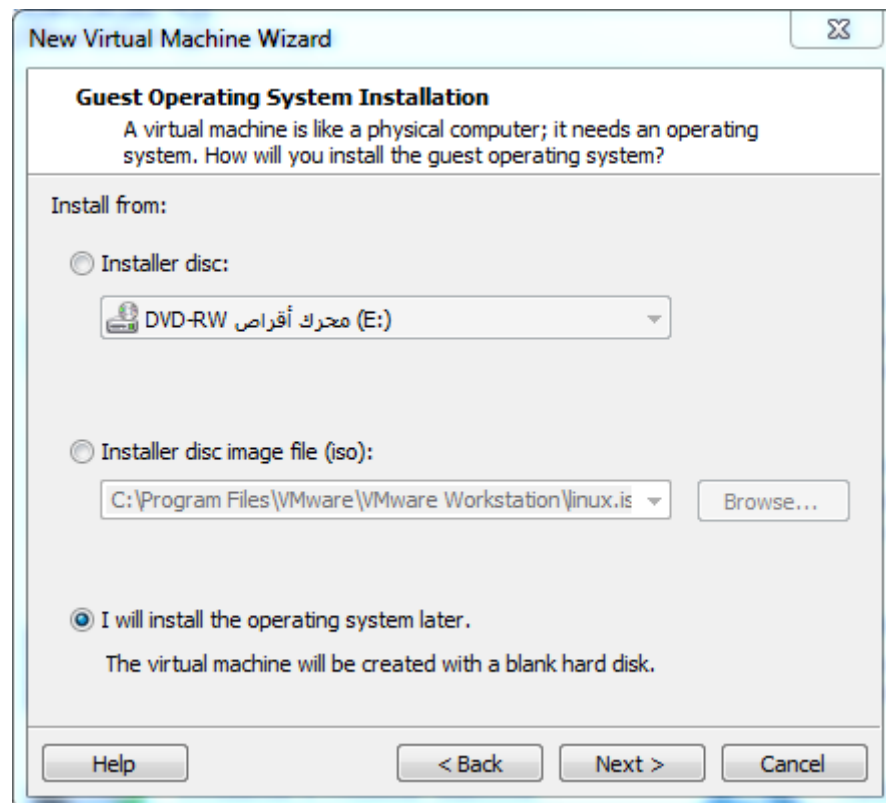 New Virtual Machine Wizard
Guest Operating System Installation
A virtual machine is like a physical computer; it needs an operating
system. How will you install the guest operating system?
Install from:
Installer disc:
DVD-RW محرك أقراص (E:)
Installer disc image file (iso):
C:\Program Files\VMware\VMware Workstation\linux.is
Browse...
I will install the operating system later.
The virtual machine will be created with a blank hard disk.
Help
< Back
Next >
Cancel